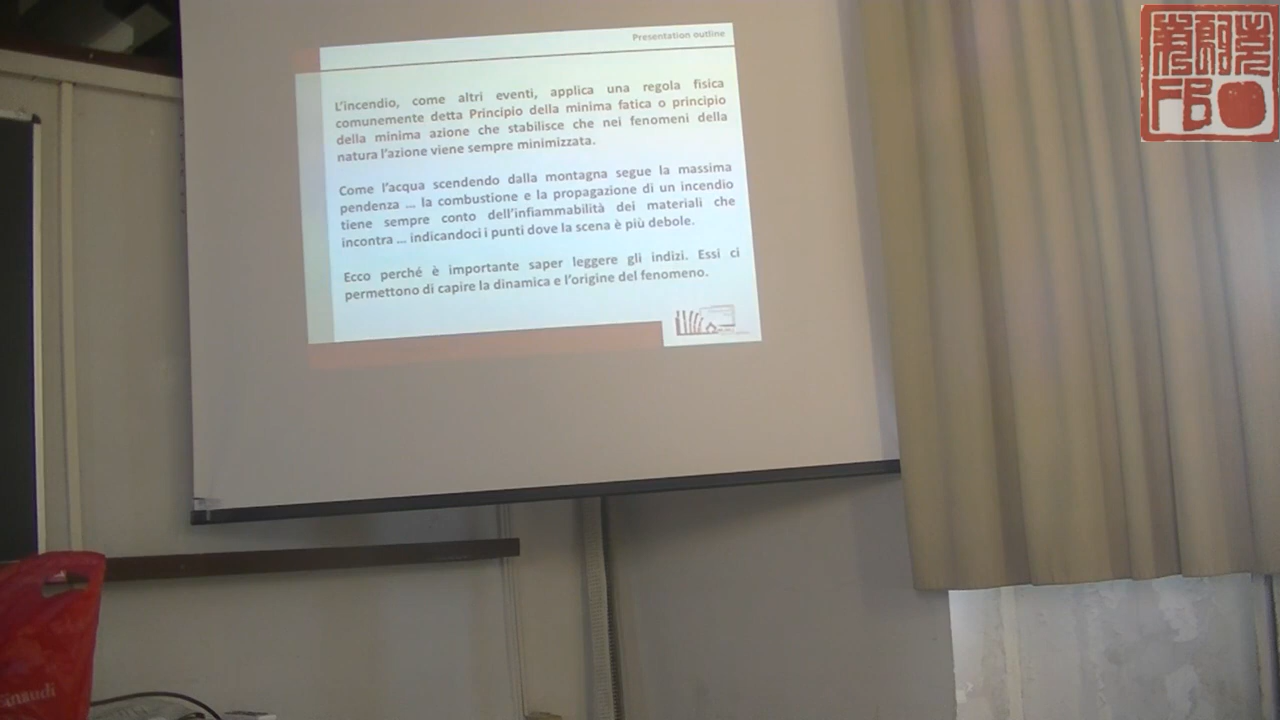 Presentation outline
L'incendio, come altri eventi, applica una regola fisica
comunemente detta Principio della minima fatica o principio
della minima azione che stabilisce che nei fenomeni della
natura l'azione viene sempre minimizzata.
Come l'acqua scendendo dalla montagna segue la massima
pendenza ... la combustione e la propagazione di un incendio
tiene sempre conto dell'infiammabilità dei materiali che
incontra ... indicandoci i punti dove la scena è più debole.
Ecco perché è importante saper leggere gli indizi. Essi ci
permettono di capire la dinamica e l'origine del fenomeno.
Einaudi